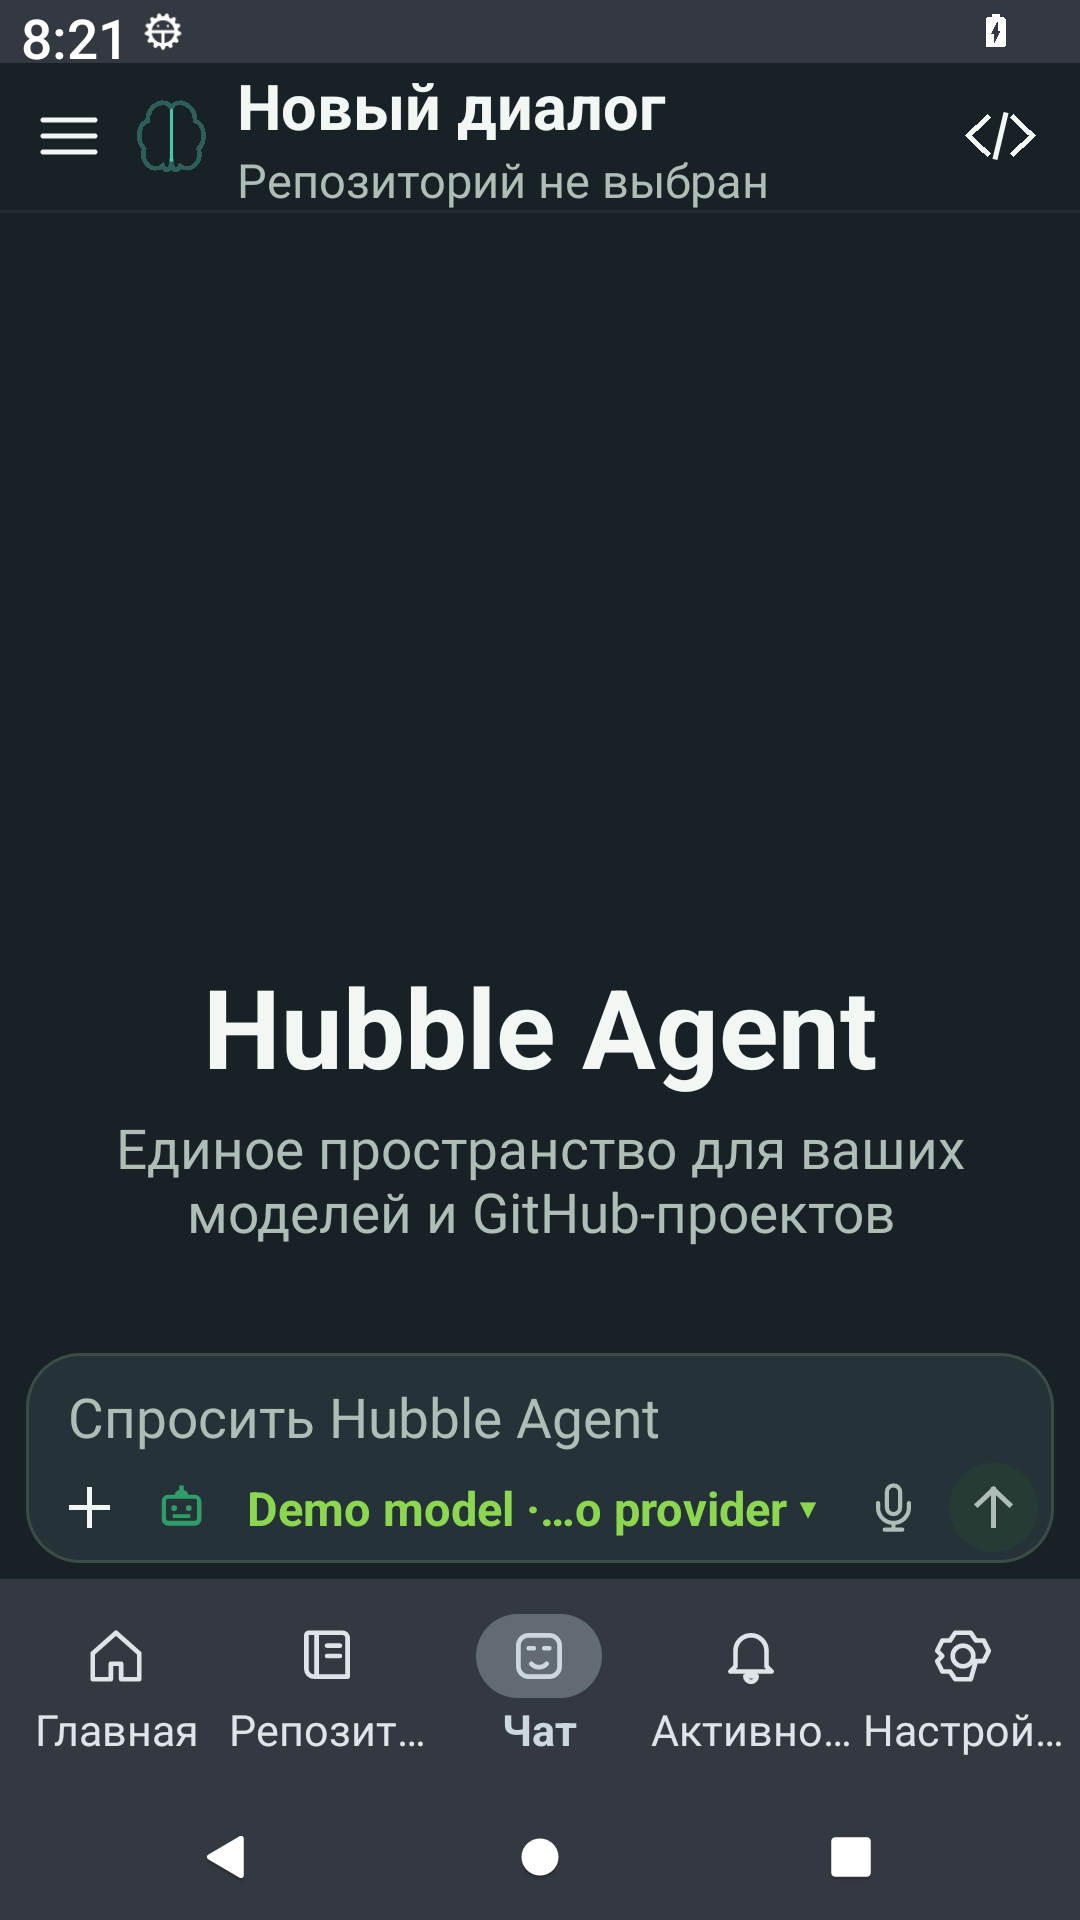 8:21
Новый диалог
Репозиторий не выбран
Hubble Agent
Единое пространство для ваших
моделей и GitHub-проектов
Спросить Hubble Agent
Demo model ·…o provider ▾
Главная
Репозит…
Чат
Активно…
Настрой…